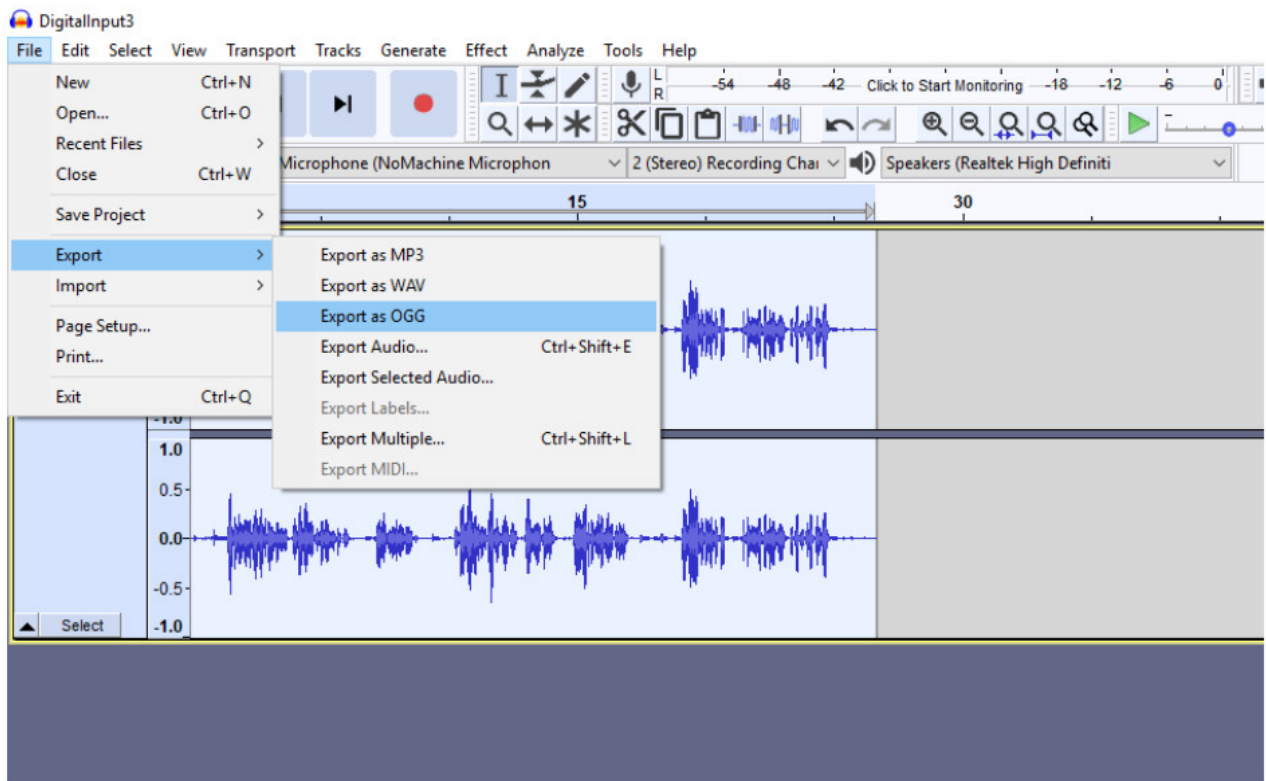 DigitalInput3
File Edit Select View Transport Tracks Generate Effect Analyze Tools Help
New Ctrl+N
Open... Ctrl+O
Recent Files >
Close Ctrl+W
Save Project >
Export >
Import >
Page Setup...
Print...
Exit Ctrl+Q
L
R
-54 -48 -42 Click to Start Monitoring -18 -12 -6 0
Microphone (NoMachine Microphon 2 (Stereo) Recording Chai Speakers (Realtek High Definiti
15 30
Export as MP3
Export as WAV
Export as OGG
Export Audio... Ctrl+Shift+E
Export Selected Audio...
Export Labels...
Export Multiple... Ctrl+Shift+L
Export MIDI...
-1.0
1.0
0.5
0.0
-0.5
-1.0
Select